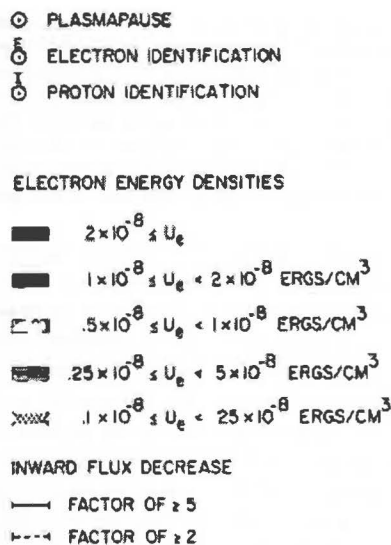 ⊙ PLASMAPAUSE
E ⊙ ELECTRON IDENTIFICATION
I ⊙ PROTON IDENTIFICATION
ELECTRON ENERGY DENSITIES
2×10⁻⁸ ≤ Uₑ
1×10⁻⁸ ≤ Uₑ < 2×10⁻⁸ ERGS/CM³
.5×10⁻⁸ ≤ Uₑ < 1×10⁻⁸ ERGS/CM³
.25×10⁻⁸ ≤ Uₑ < 5×10⁻⁸ ERGS/CM³
.1×10⁻⁸ ≤ Uₑ < 25×10⁻⁸ ERGS/CM³
INWARD FLUX DECREASE
FACTOR OF ≥ 5
FACTOR OF ≥ 2